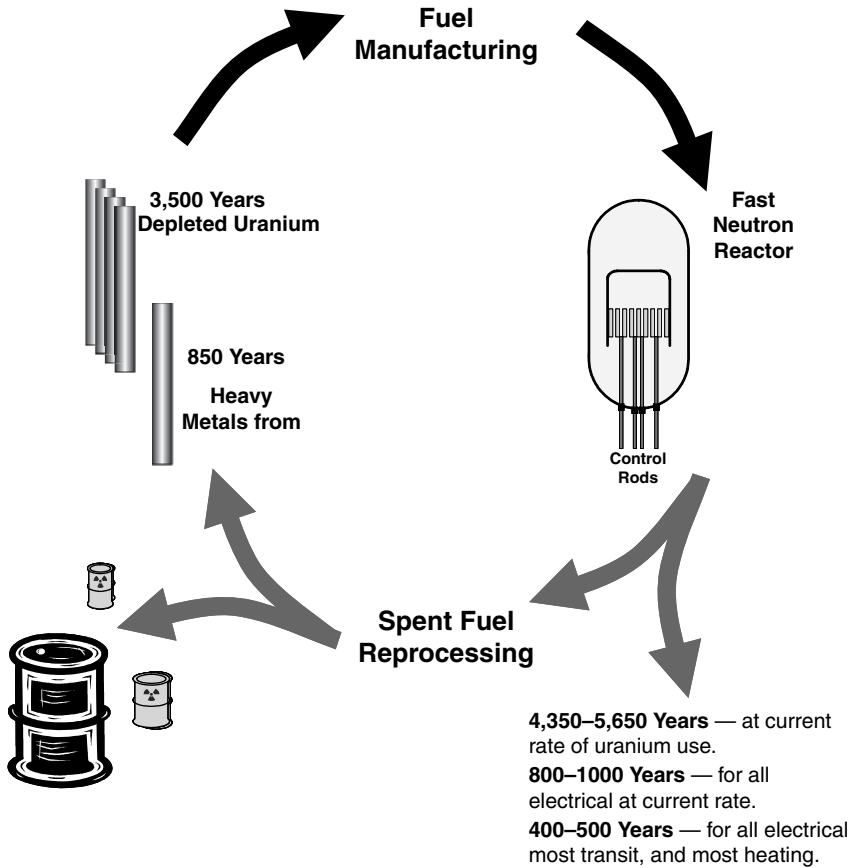 Fuel
Manufacturing
3,500 Years
Depleted Uranium
Fast
Neutron
Reactor
850 Years
Heavy
Metals from
Control
Rods
Spent Fuel
Reprocessing
4,350–5,650 Years — at current
rate of uranium use.
800–1000 Years — for all
electrical at current rate.
400–500 Years — for all electrical
most transit, and most heating.